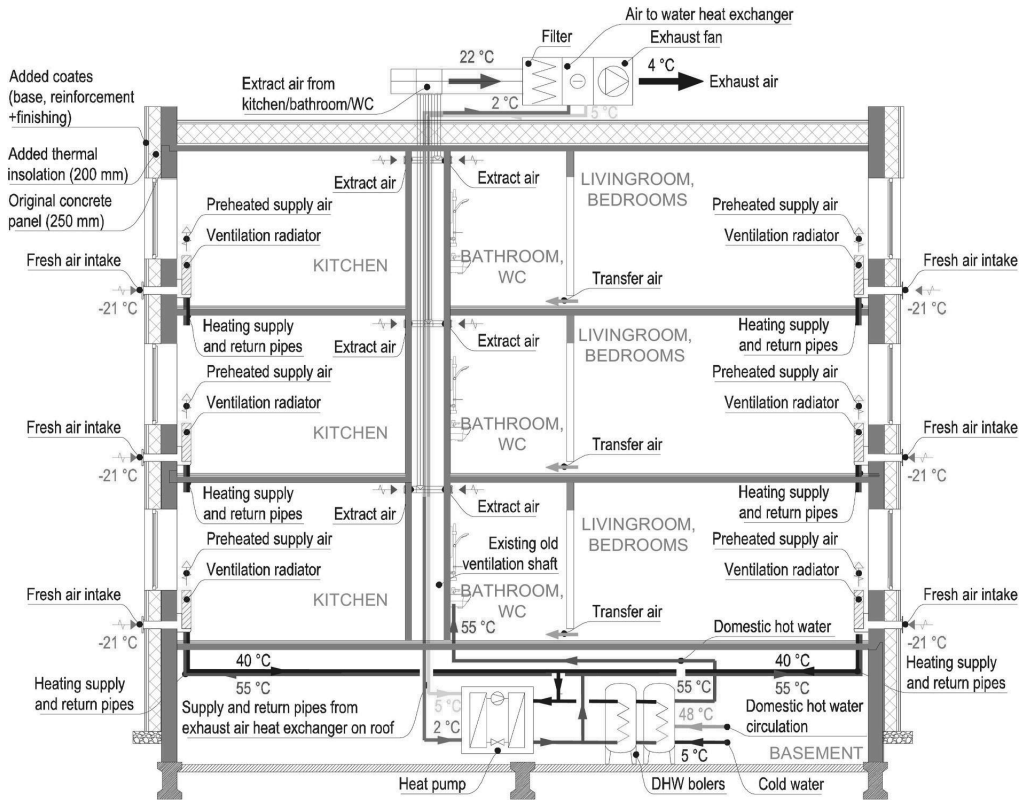 Air to water heat exchanger
Filter
Exhaust fan
22 °C
4 °C
Exhaust air
Added coates
(base, reinforcement
+finishing)
Extract air from
kitchen/bathroom/WC
2 °C
5 °C
Added thermal
insolation (200 mm)
Original concrete
panel (250 mm)
Extract air
Extract air
LIVINGROOM,
BEDROOMS
Preheated supply air
Ventilation radiator
Preheated supply air
Ventilation radiator
Fresh air intake
-21 °C
KITCHEN
BATHROOM,
WC
Transfer air
Fresh air intake
-21 °C
Heating supply
and return pipes
Extract air
Extract air
LIVINGROOM,
BEDROOMS
Heating supply
and return pipes
Preheated supply air
Ventilation radiator
Preheated supply air
Ventilation radiator
Fresh air intake
-21 °C
KITCHEN
BATHROOM,
WC
Transfer air
Fresh air intake
-21 °C
Heating supply
and return pipes
Extract air
Extract air
LIVINGROOM,
BEDROOMS
Heating supply
and return pipes
Preheated supply air
Ventilation radiator
Existing old
ventilation shaft
Preheated supply air
Ventilation radiator
Fresh air intake
-21 °C
KITCHEN
BATHROOM,
WC
55 °C
Transfer air
Domestic hot water
Fresh air intake
-21 °C
40 °C
55 °C
40 °C
55 °C
55 °C
Heating supply
and return pipes
Supply and return pipes from
exhaust air heat exchanger on roof
Heating supply
and return pipes
5 °C
2 °C
48 °C
5 °C
Domestic hot water
circulation
BASEMENT
Heat pump
DHW bolers
Cold water